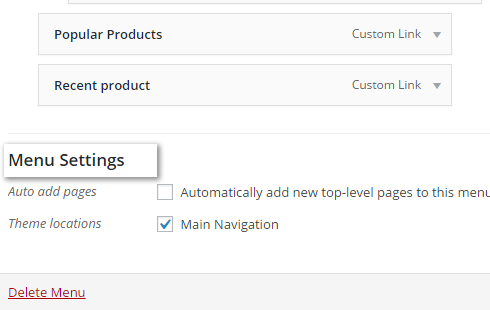 Popular Products Custom Link
Recent product Custom Link
Menu Settings
Auto add pages Automatically add new top-level pages to this menu
Theme locations Main Navigation
Delete Menu